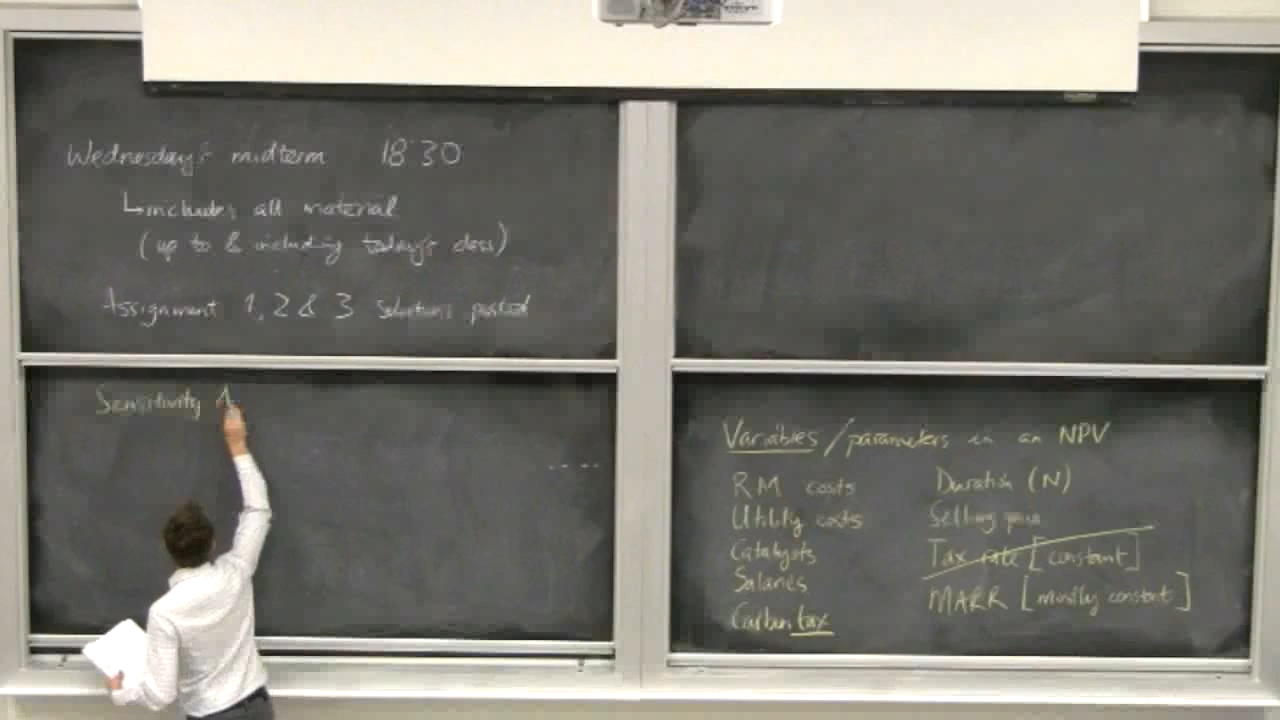 Wednesday's midterm 18:30
↳includes all material
(up to & including today's class)
Assignment 1, 2 & 3 solutions posted
Sensitivity A
Variables / parameters in an NPV
RM costs
Utility costs
Catalysts
Salaries
Carbon tax
Duration (N)
Selling price
Tax rate [constant]
MARR [mostly constant]